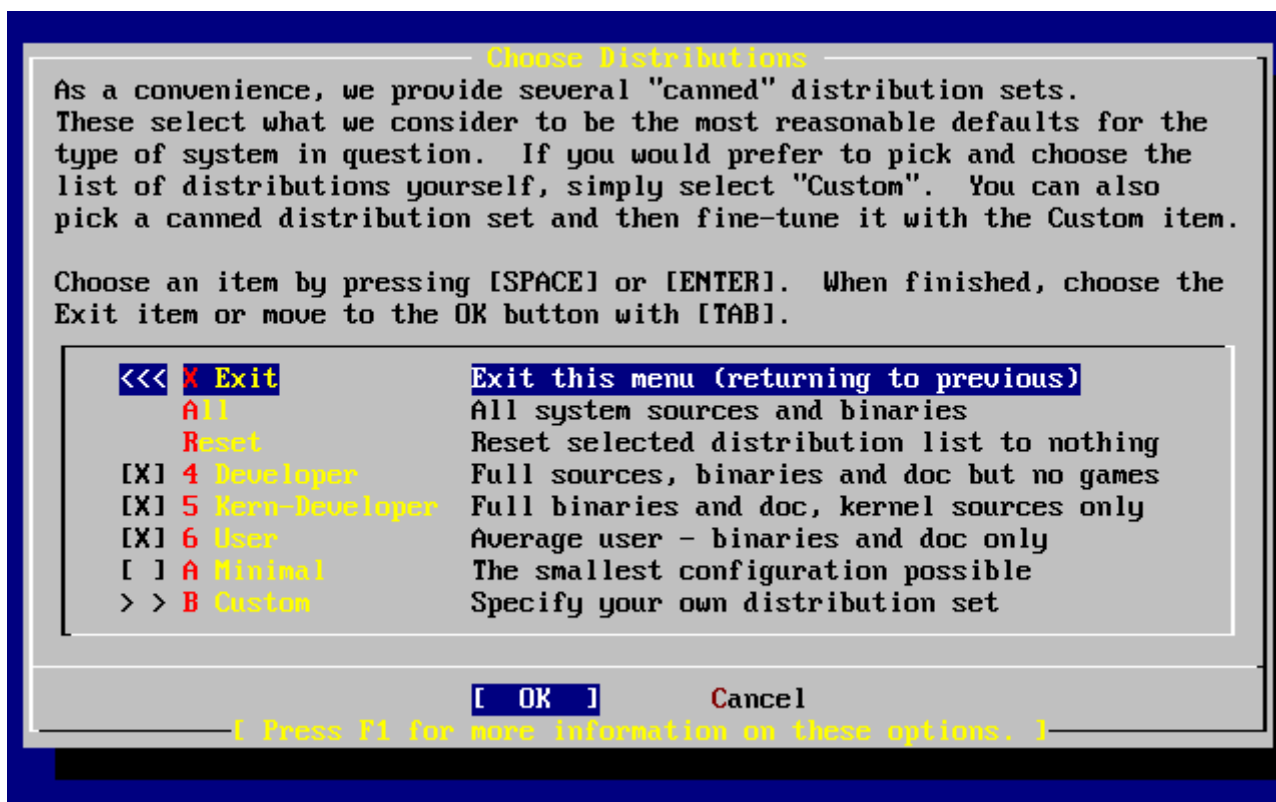 Choose Distributions
As a convenience, we provide several "canned" distribution sets.
These select what we consider to be the most reasonable defaults for the
type of system in question.  If you would prefer to pick and choose the
list of distributions yourself, simply select "Custom".  You can also
pick a canned distribution set and then fine-tune it with the Custom item.
Choose an item by pressing [SPACE] or [ENTER].  When finished, choose the
Exit item or move to the OK button with [TAB].
<<< X Exit Exit this menu (returning to previous)
All All system sources and binaries
Reset Reset selected distribution list to nothing
[X] 4 Developer Full sources, binaries and doc but no games
[X] 5 Kern-Developer Full binaries and doc, kernel sources only
[X] 6 User Average user - binaries and doc only
[ ] A Minimal The smallest configuration possible
> > B Custom Specify your own distribution set
[ OK ] Cancel
[ Press F1 for more information on these options. ]